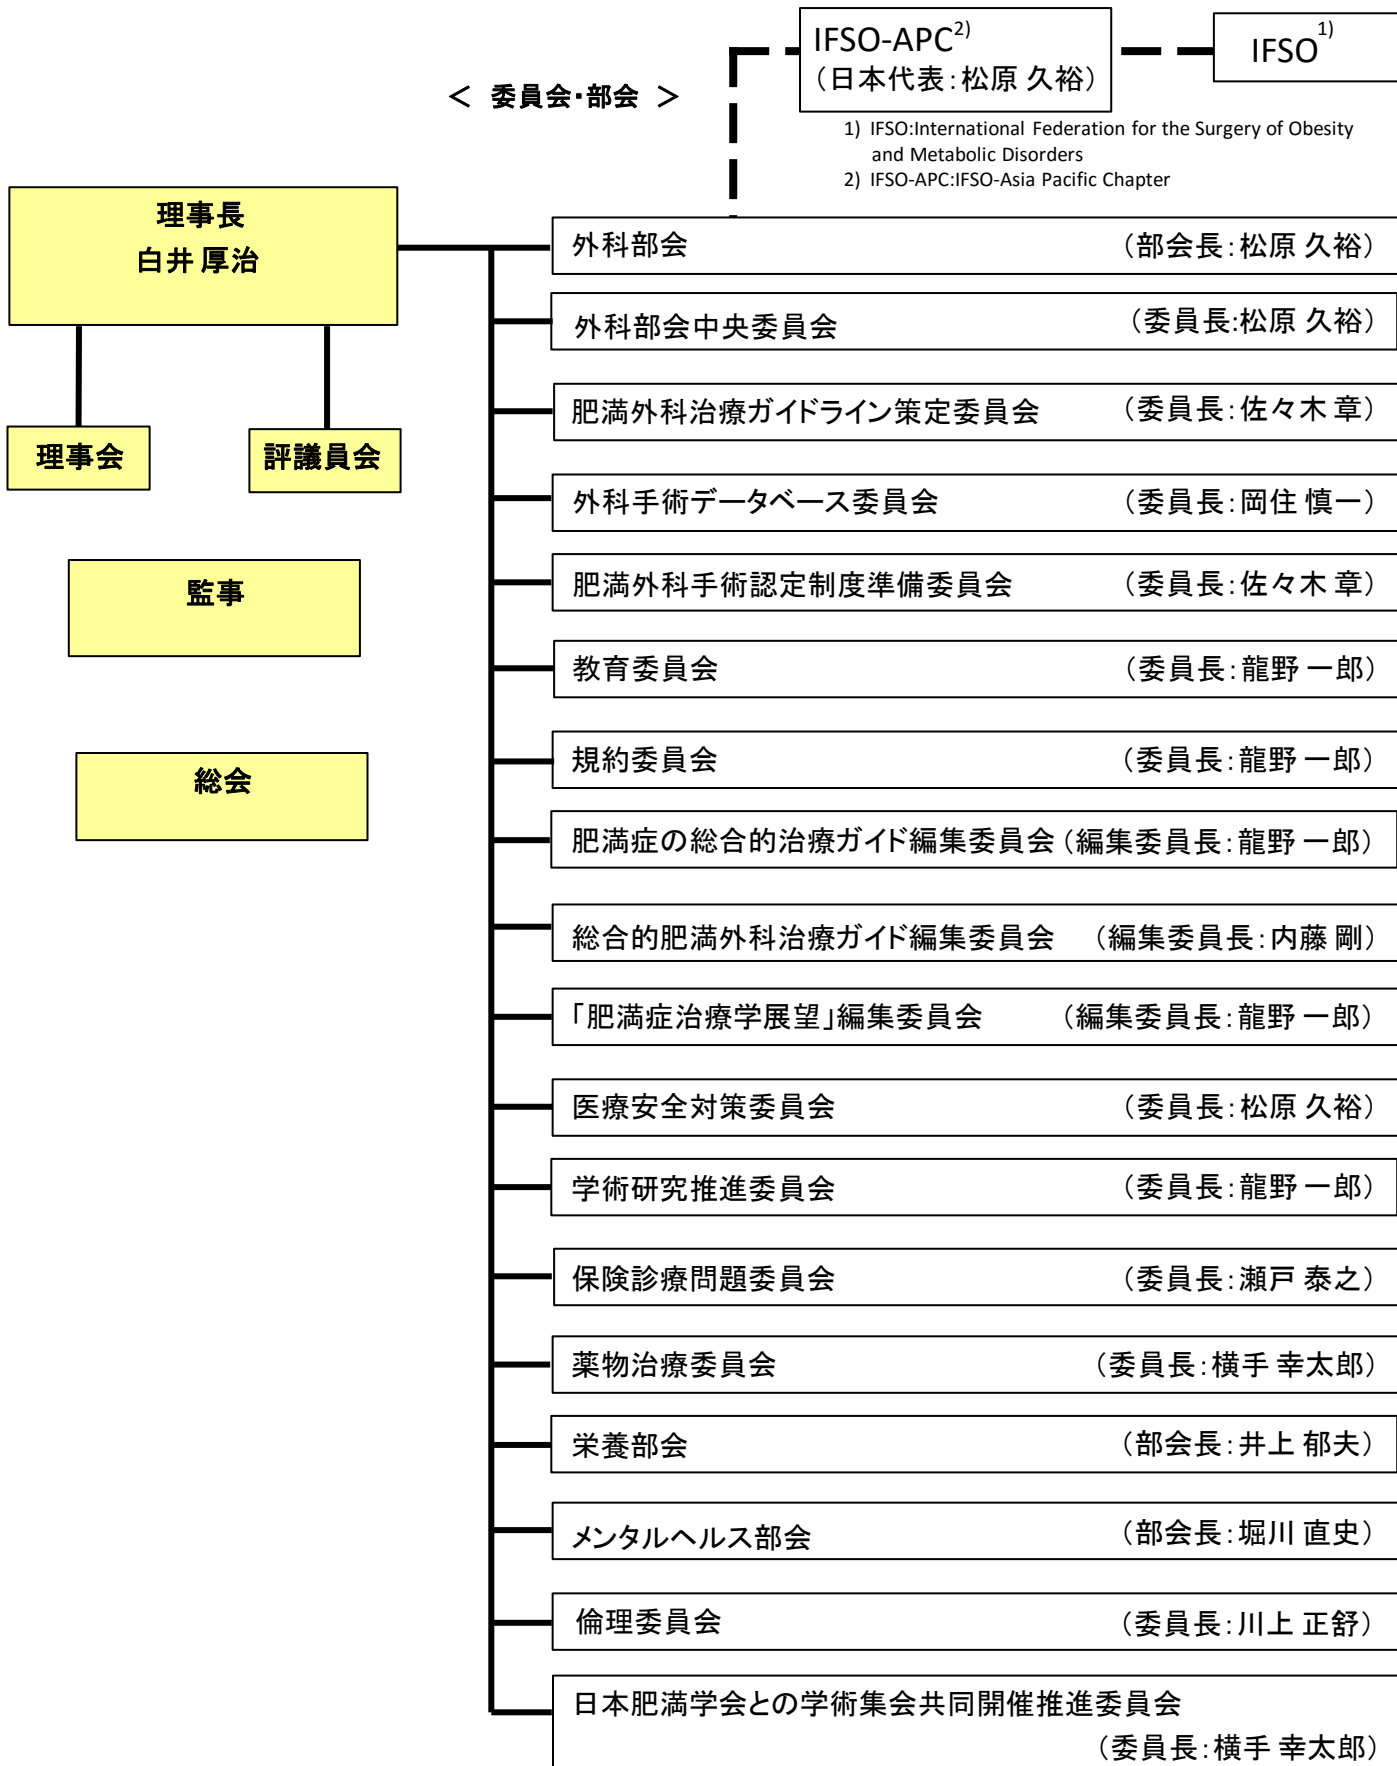 IFSO-APC2)
（日本代表：松原 久裕）
IFSO1)
＜ 委員会・部会 ＞
1) IFSO:International Federation for the Surgery of Obesity
and Metabolic Disorders
2) IFSO-APC:IFSO-Asia Pacific Chapter
理事長
白井 厚治
理事会
評議員会
監事
総会
外科部会 （部会長：松原 久裕）
外科部会中央委員会 （委員長:松原 久裕）
肥満外科治療ガイドライン策定委員会 （委員長：佐々木 章）
外科手術データベース委員会 （委員長：岡住 慎一）
肥満外科手術認定制度準備委員会 （委員長：佐々木 章）
教育委員会 （委員長：龍野 一郎）
規約委員会 （委員長：龍野 一郎）
肥満症の総合的治療ガイド編集委員会 （編集委員長：龍野 一郎）
総合的肥満外科治療ガイド編集委員会 （編集委員長：内藤 剛）
「肥満症治療学展望」編集委員会 （編集委員長：龍野 一郎）
医療安全対策委員会 （委員長：松原 久裕）
学術研究推進委員会 （委員長：龍野 一郎）
保険診療問題委員会 （委員長：瀬戸 泰之）
薬物治療委員会 （委員長：横手 幸太郎）
栄養部会 （部会長：井上 郁夫）
メンタルヘルス部会 （部会長：堀川 直史）
倫理委員会 （委員長：川上 正舒）
日本肥満学会との学術集会共同開催推進委員会
（委員長：横手 幸太郎）